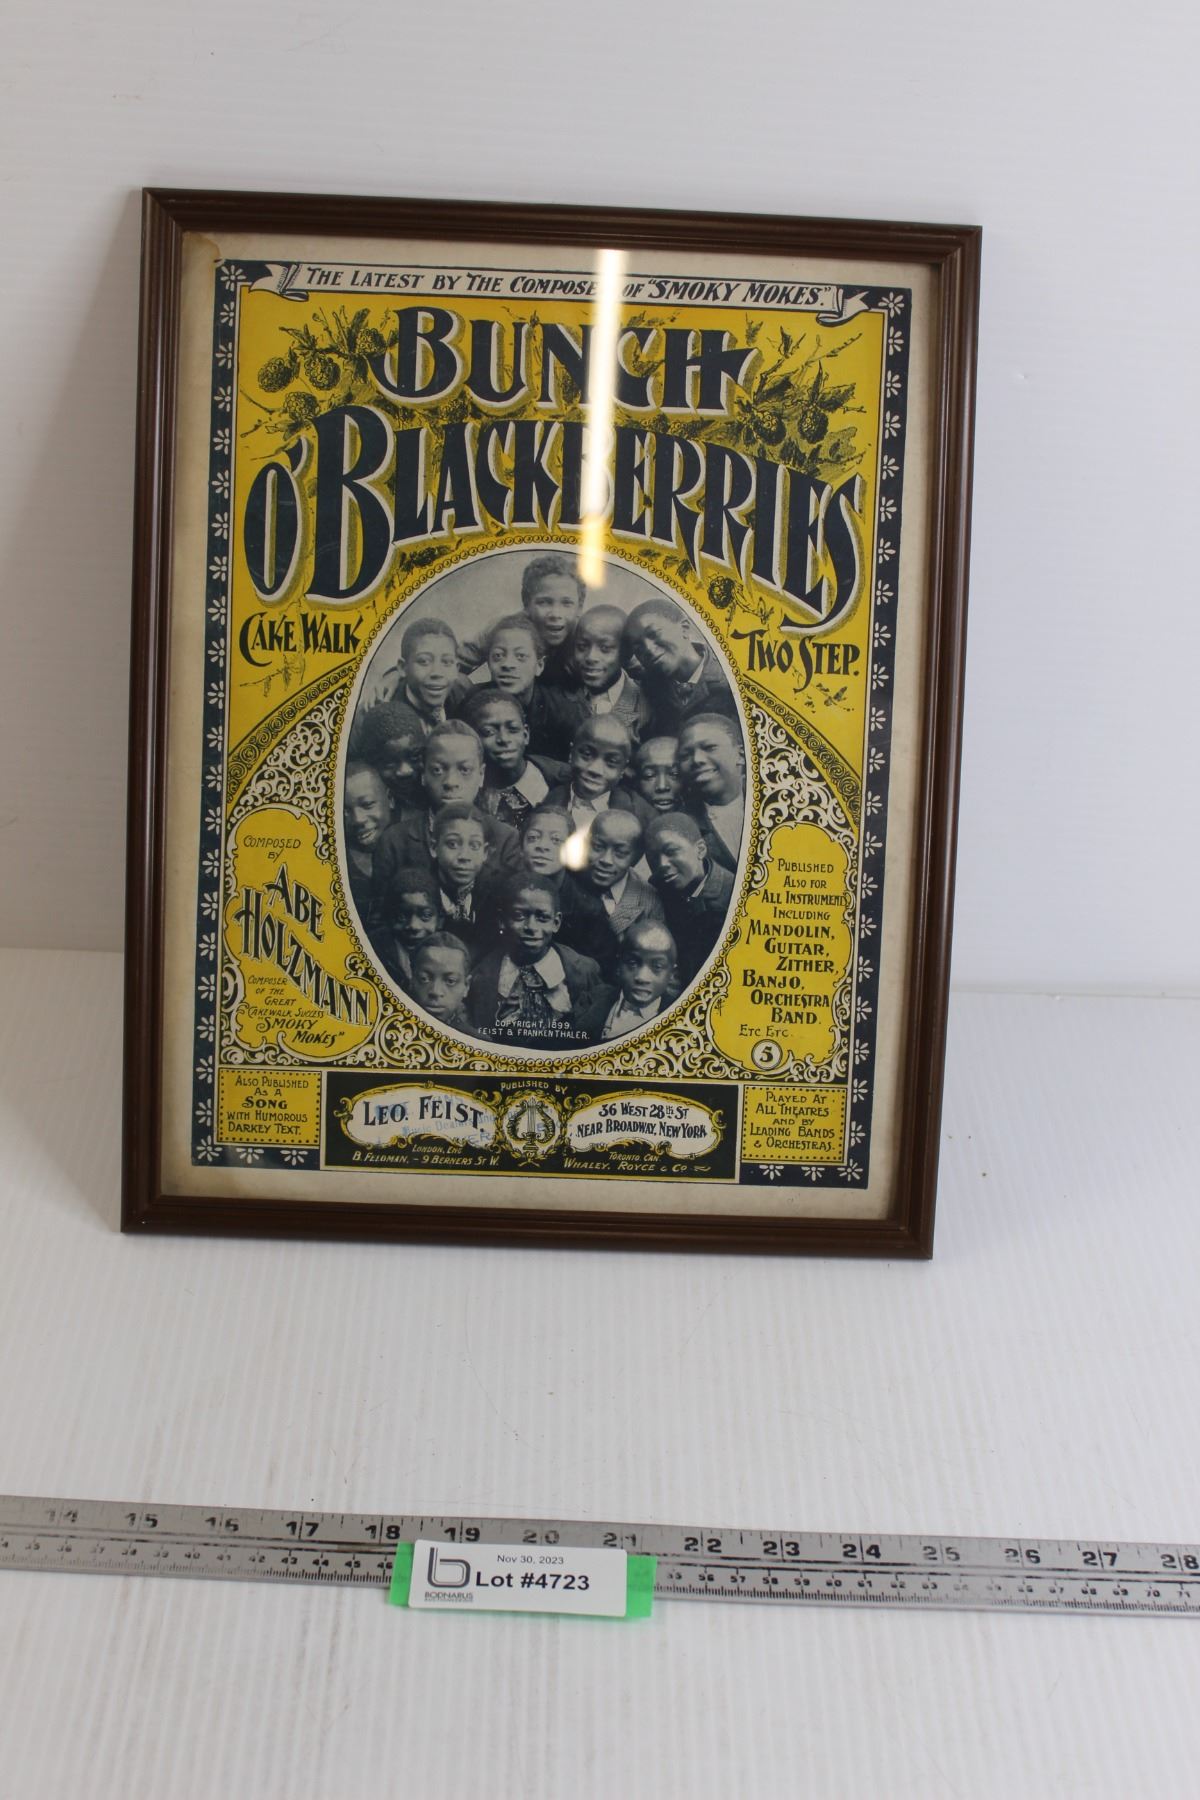 THE LATEST BY THE COMPOSE OF "SMOKY MOKES".
BUNCH
O' BLACKBERRIES
CAKE WALK
TWO STEP.
COMPOSED
BY
ABE
HOLZMANN.
COMPOSER
OF THE
GREAT
CAKEWALK SUCCESS
"SMOKY
MOKES"
PUBLISHED
ALSO FOR
ALL INSTRUMENTS
INCLUDING
MANDOLIN,
GUITAR,
ZITHER,
BANJO,
ORCHESTRA
BAND.
ETC ETC.
5
COPYRIGHT, 1899,
FEIST & FRANKENTHALER.
ALSO PUBLISHED
AS A
SONG
WITH HUMOROUS
DARKEY TEXT.
PUBLISHED BY
LEO. FEIST
36 WEST 28TH ST
NEAR BROADWAY, NEW YORK
Music Dealers and
LONDON, ENG
B. FELDMAN, - 9 BERNERS ST W.
TORONTO. CAN.
WHALEY, ROYCE & CO
PLAYED AT
ALL THEATRES
AND BY
LEADING BANDS
& ORCHESTRAS.
14 15 16 17 18 19 20 21 22 23 24 25 26 27 28
Nov 30, 2023
Lot #4723
BODNARUS